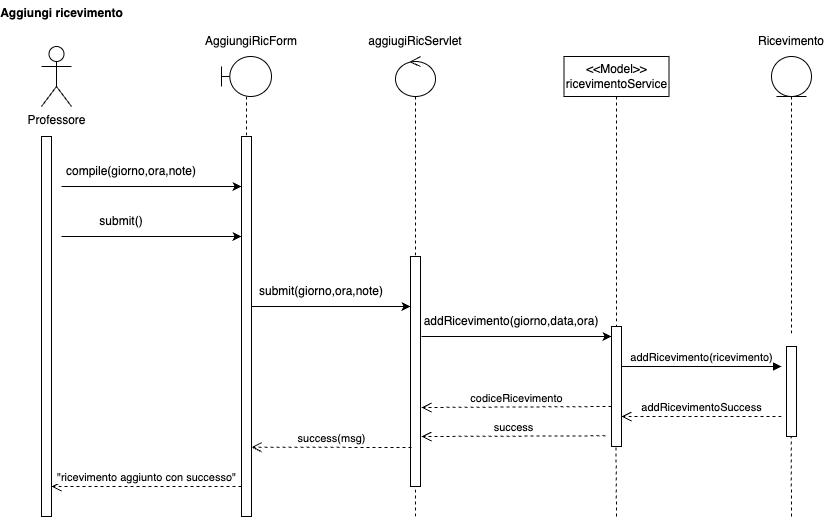 Aggiungi ricevimento
AggiungiRicForm
aggiugiRicServlet
Ricevimento
<<Model>>
ricevimentoService
Professore
compile(giorno,ora,note)
submit()
submit(giorno,ora,note)
addRicevimento(giorno,data,ora)
addRicevimento(ricevimento)
codiceRicevimento
addRicevimentoSuccess
success
success(msg)
"ricevimento aggiunto con successo"